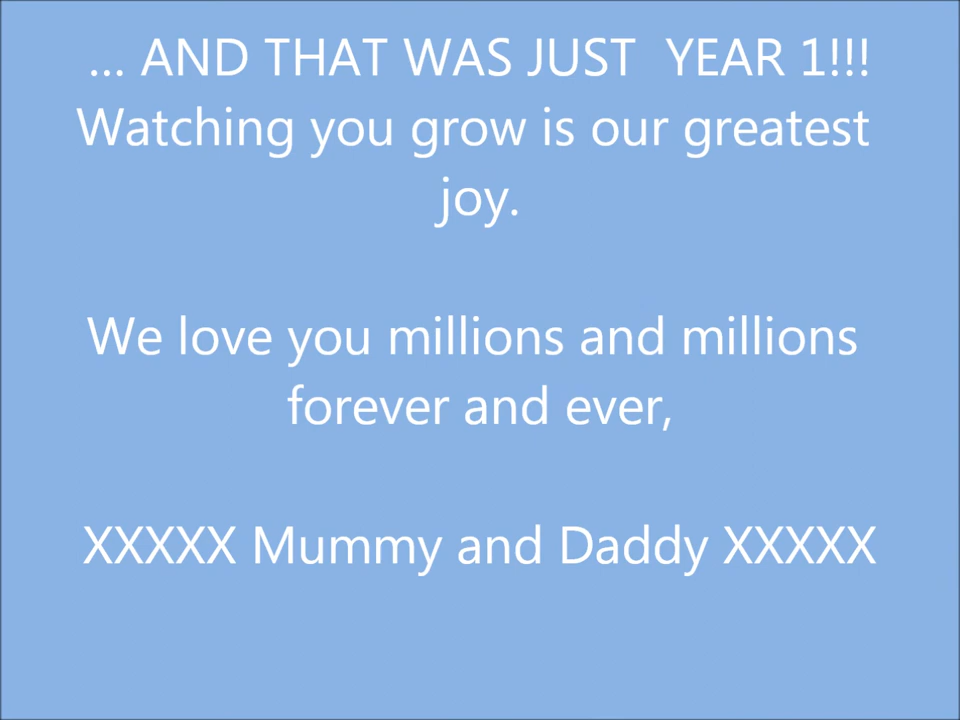 ... AND THAT WAS JUST  YEAR 1!!!
Watching you grow is our greatest
joy.
We love you millions and millions
forever and ever,
XXXXX Mummy and Daddy XXXXX